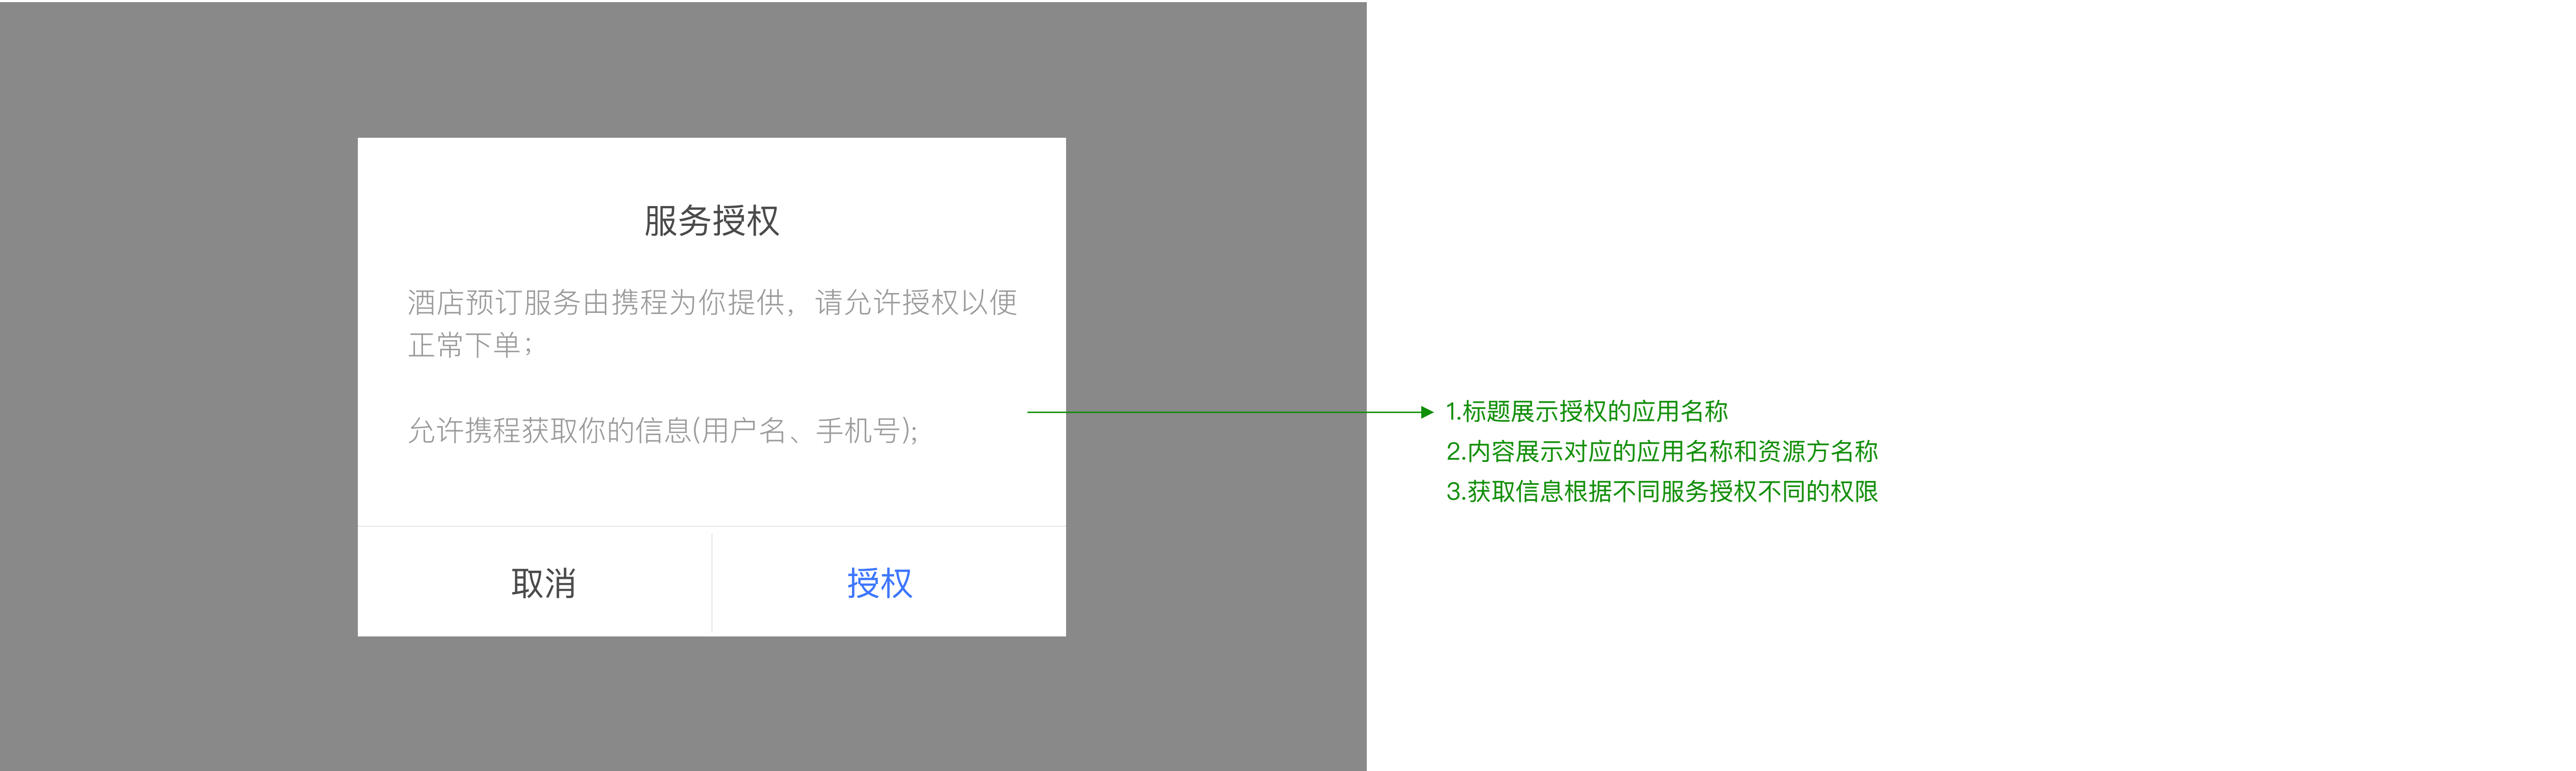 服务授权
酒店预订服务由携程为你提供，请允许授权以便
正常下单；
允许携程获取你的信息(用户名、手机号);
取消
授权
1.标题展示授权的应用名称
2.内容展示对应的应用名称和资源方名称
3.获取信息根据不同服务授权不同的权限